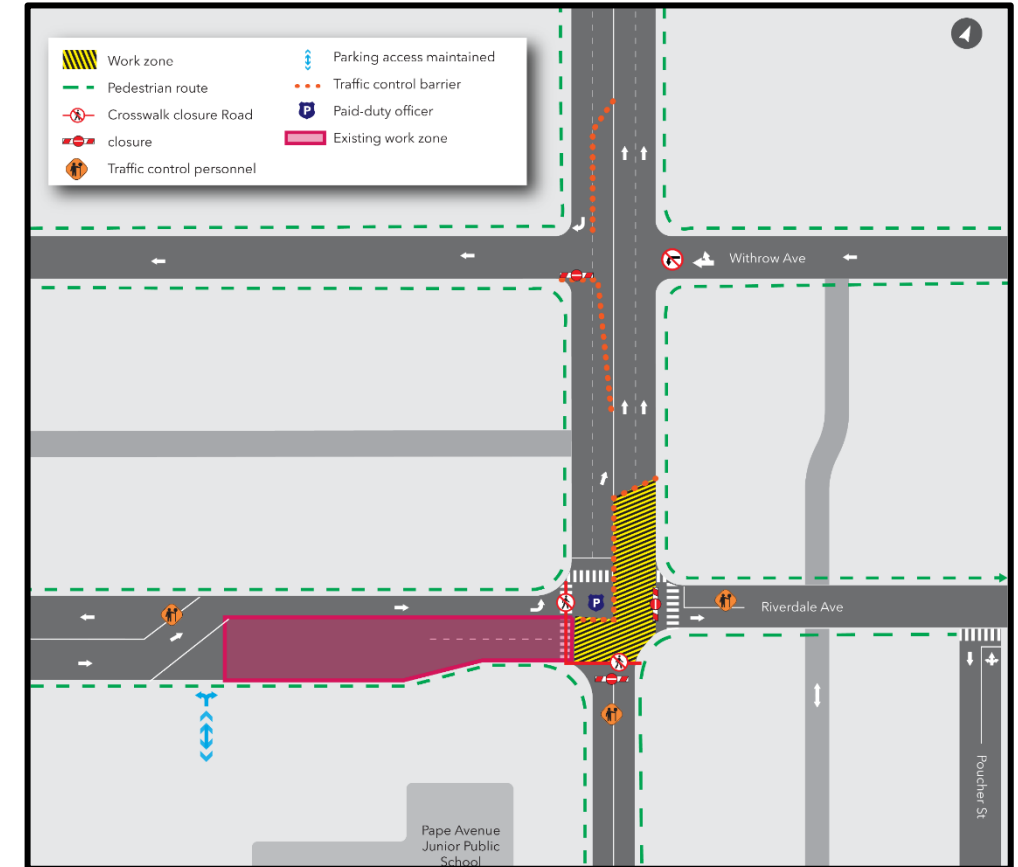 Work zone
Pedestrian route
Crosswalk closure Road
closure
Traffic control personnel
Parking access maintained
Traffic control barrier
P
Paid-duty officer
Existing work zone
Withrow Ave
P
Riverdale Ave
Poucher St
Pape Avenue
Junior Public
School